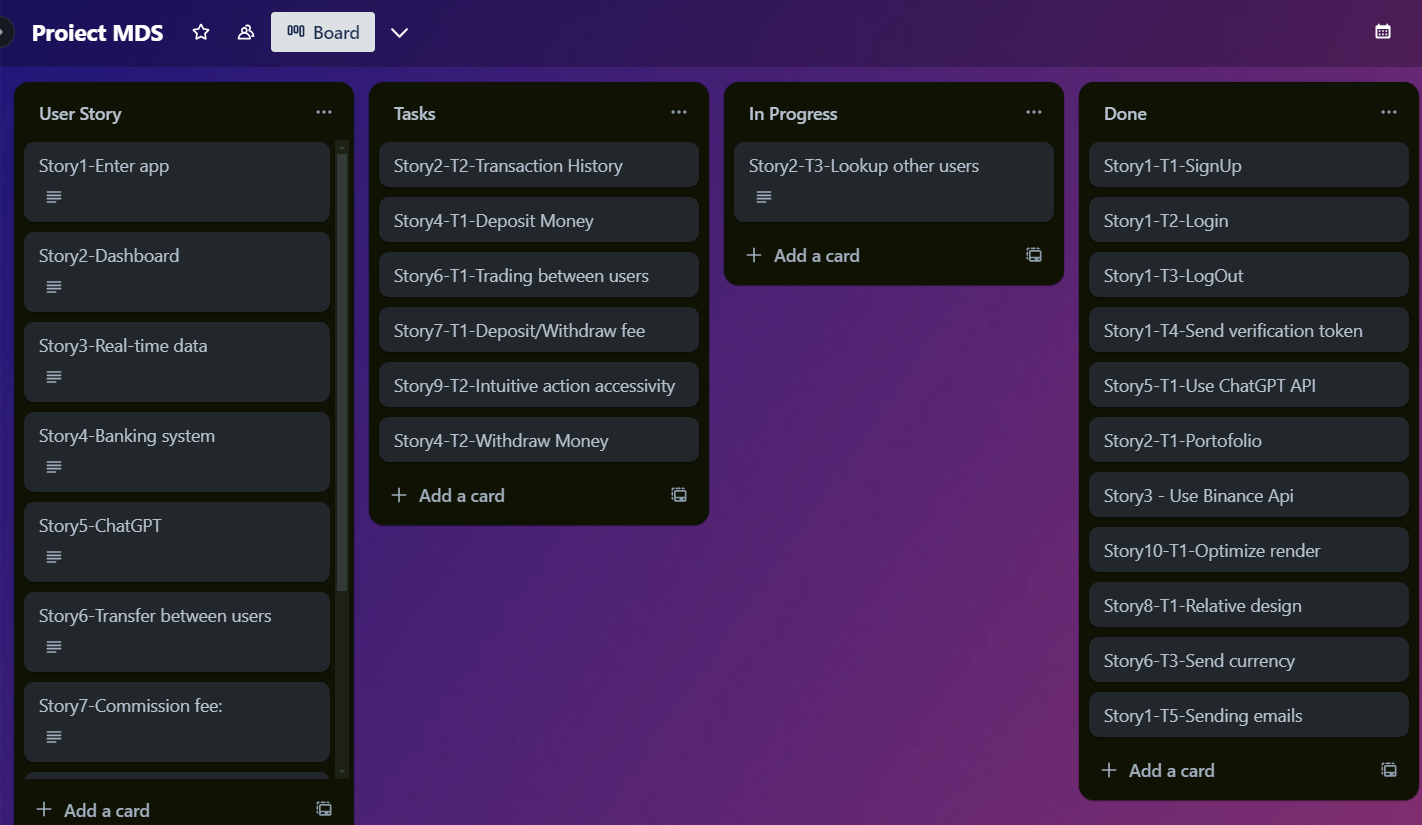 Proiect MDS
Board
User Story
Story1-Enter app
Story2-Dashboard
Story3-Real-time data
Story4-Banking system
Story5-ChatGPT
Story6-Transfer between users
Story7-Commission fee:
Add a card
Tasks
Story2-T2-Transaction History
Story4-T1-Deposit Money
Story6-T1-Trading between users
Story7-T1-Deposit/Withdraw fee
Story9-T2-Intuitive action accessivity
Story4-T2-Withdraw Money
Add a card
In Progress
Story2-T3-Lookup other users
Add a card
Done
Story1-T1-SignUp
Story1-T2-Login
Story1-T3-LogOut
Story1-T4-Send verification token
Story5-T1-Use ChatGPT API
Story2-T1-Portofolio
Story3 - Use Binance Api
Story10-T1-Optimize render
Story8-T1-Relative design
Story6-T3-Send currency
Story1-T5-Sending emails
Add a card